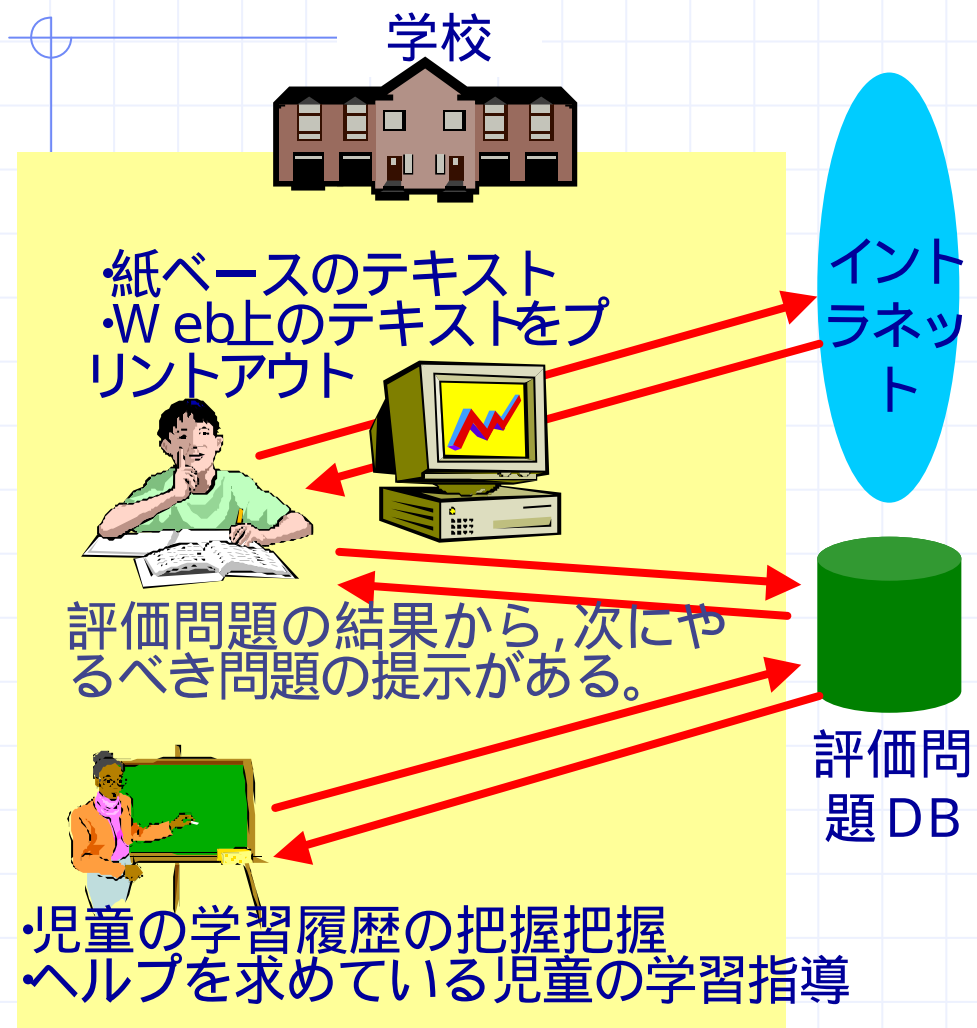 学校
・紙ベースのテキスト
・Web上のテキストをプ
リントアウト
イント
ラネッ
ト
評価問題の結果から,次にや
るべき問題の提示がある。
評価問
題DB
・児童の学習履歴の把握把握
・ヘルプを求めている児童の学習指導